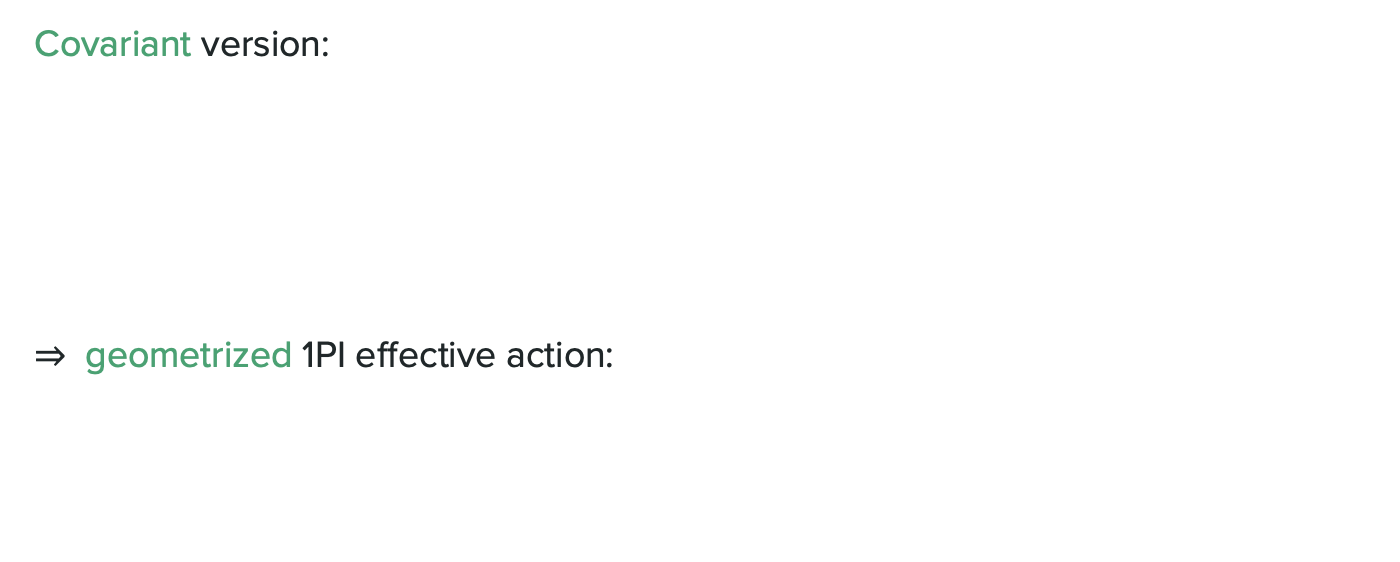 Covariant version:
⇒ geometrized 1PI effective action: